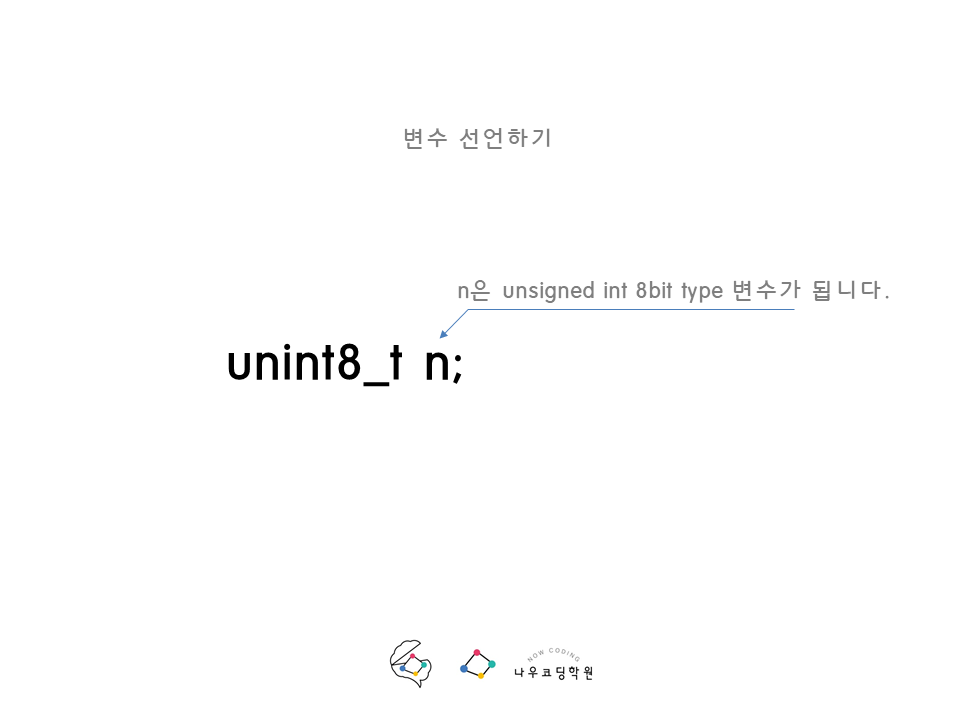 변수 선언하기
n은 unsigned int 8bit type 변수가 됩니다.
unint8_t n;
NOW CODING
나우코딩학원